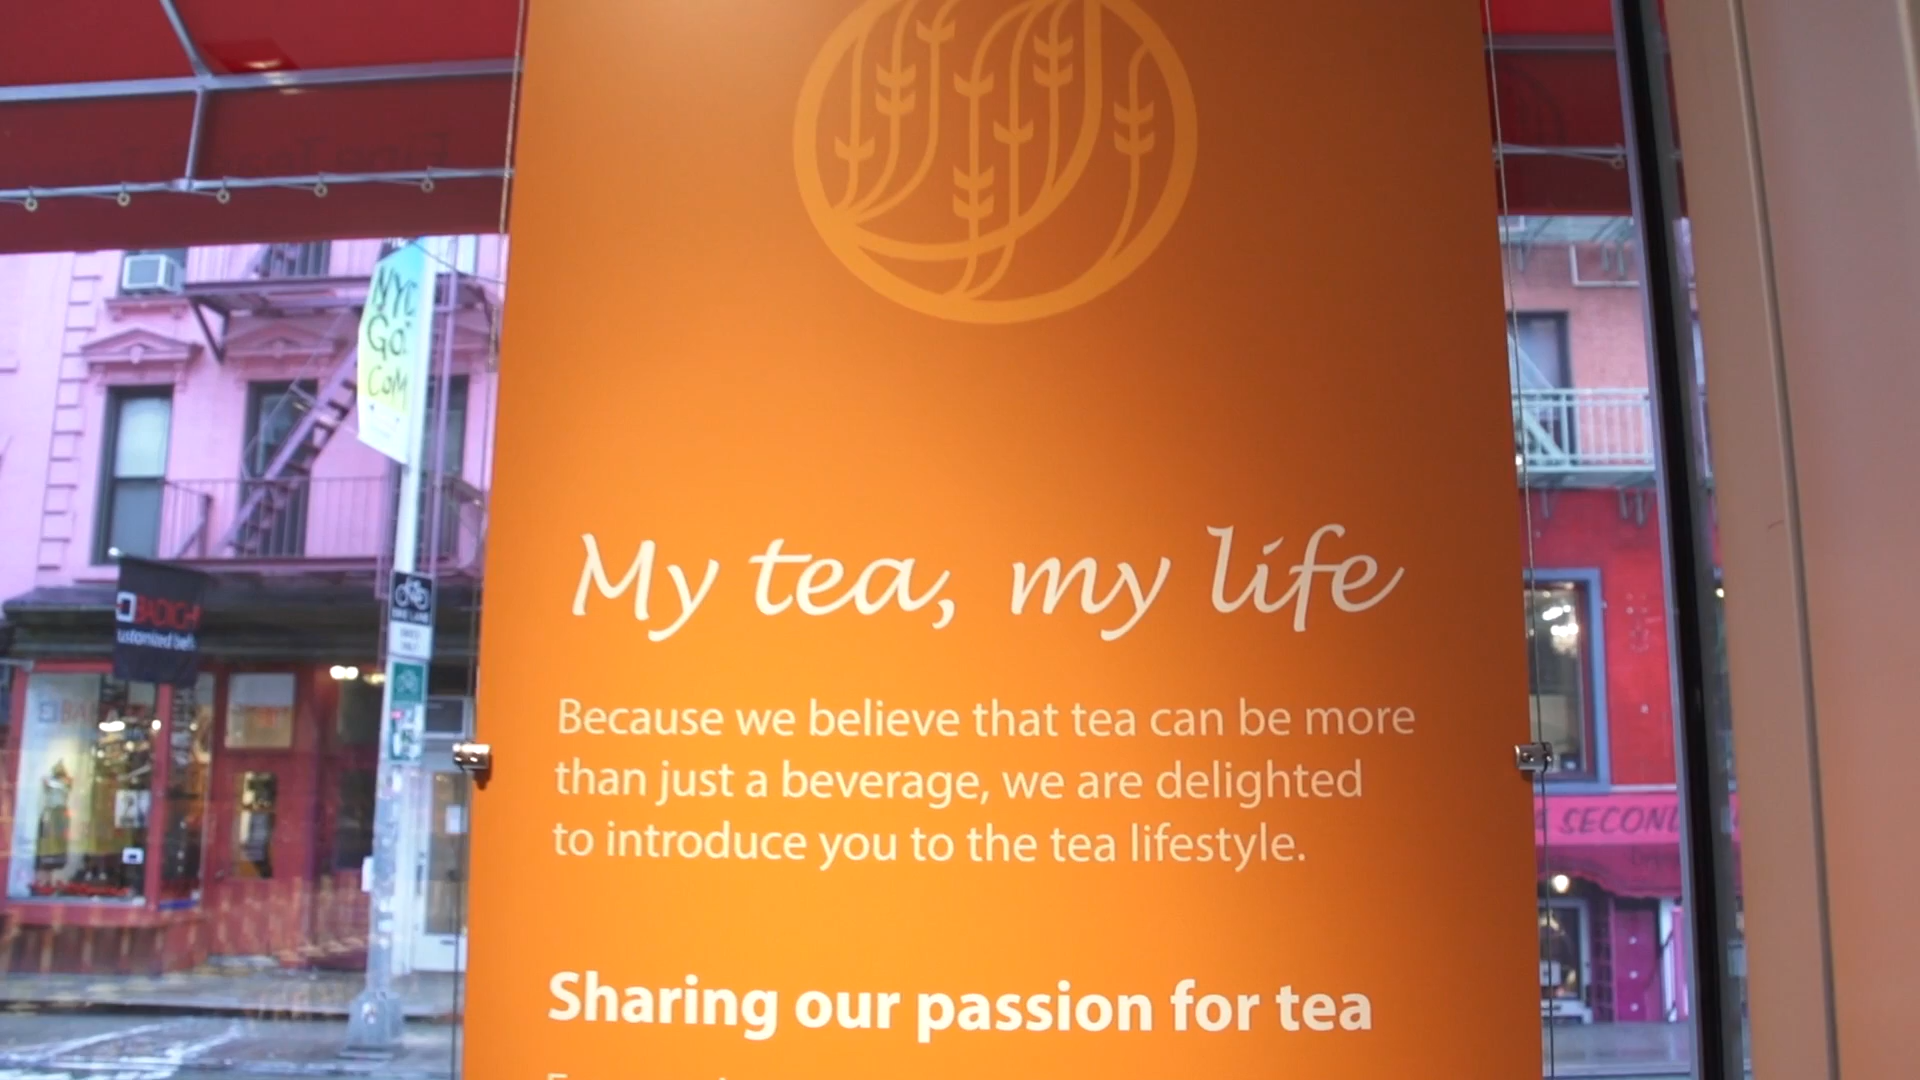 NYC
Go.
COM
My tea, my life
Because we believe that tea can be more
than just a beverage, we are delighted
to introduce you to the tea lifestyle.
Sharing our passion for tea
SECOND